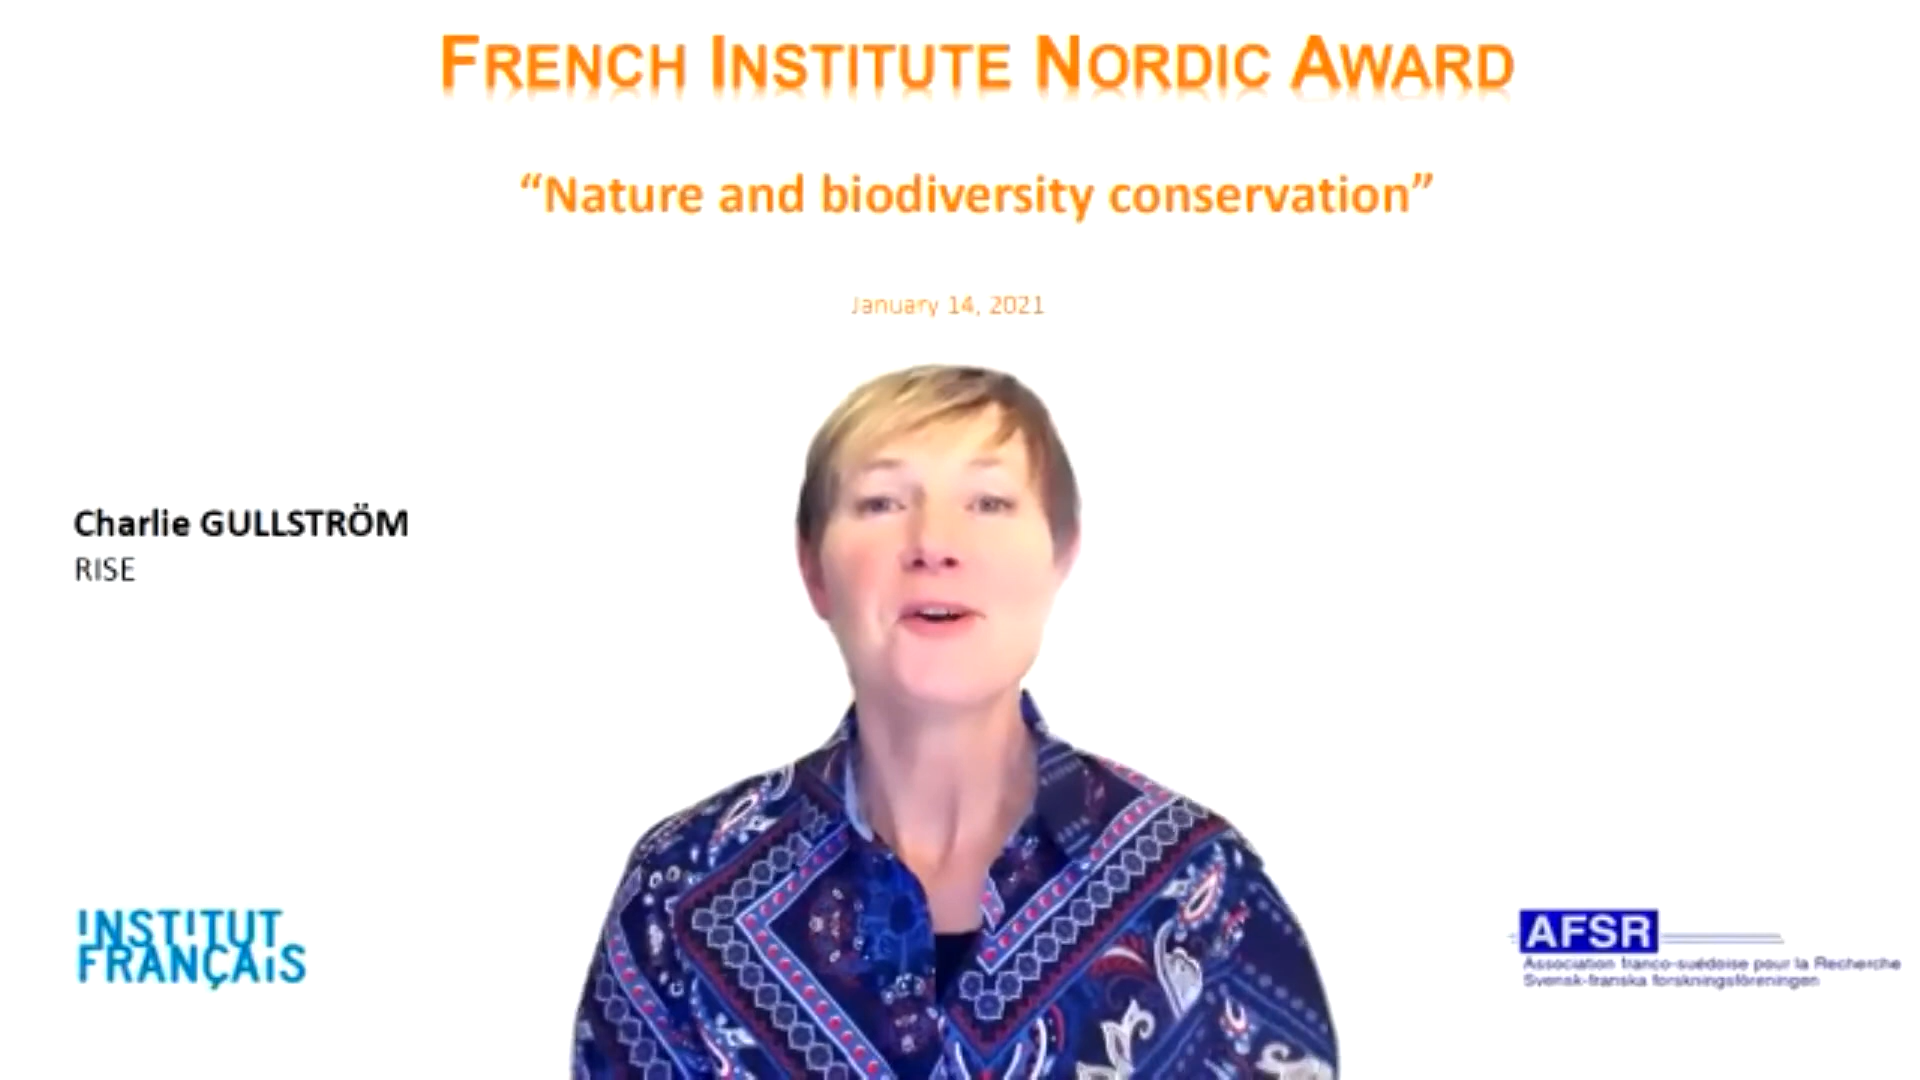 FRENCH INSTITUTE NORDIC AWARD
“Nature and biodiversity conservation”
January 14, 2021
Charlie GULLSTRÖM
RISE
INSTITUT
FRANÇAIS
AFSR
Association franco-suédoise pour la Recherche
Svensk-franska forskningsföreningen